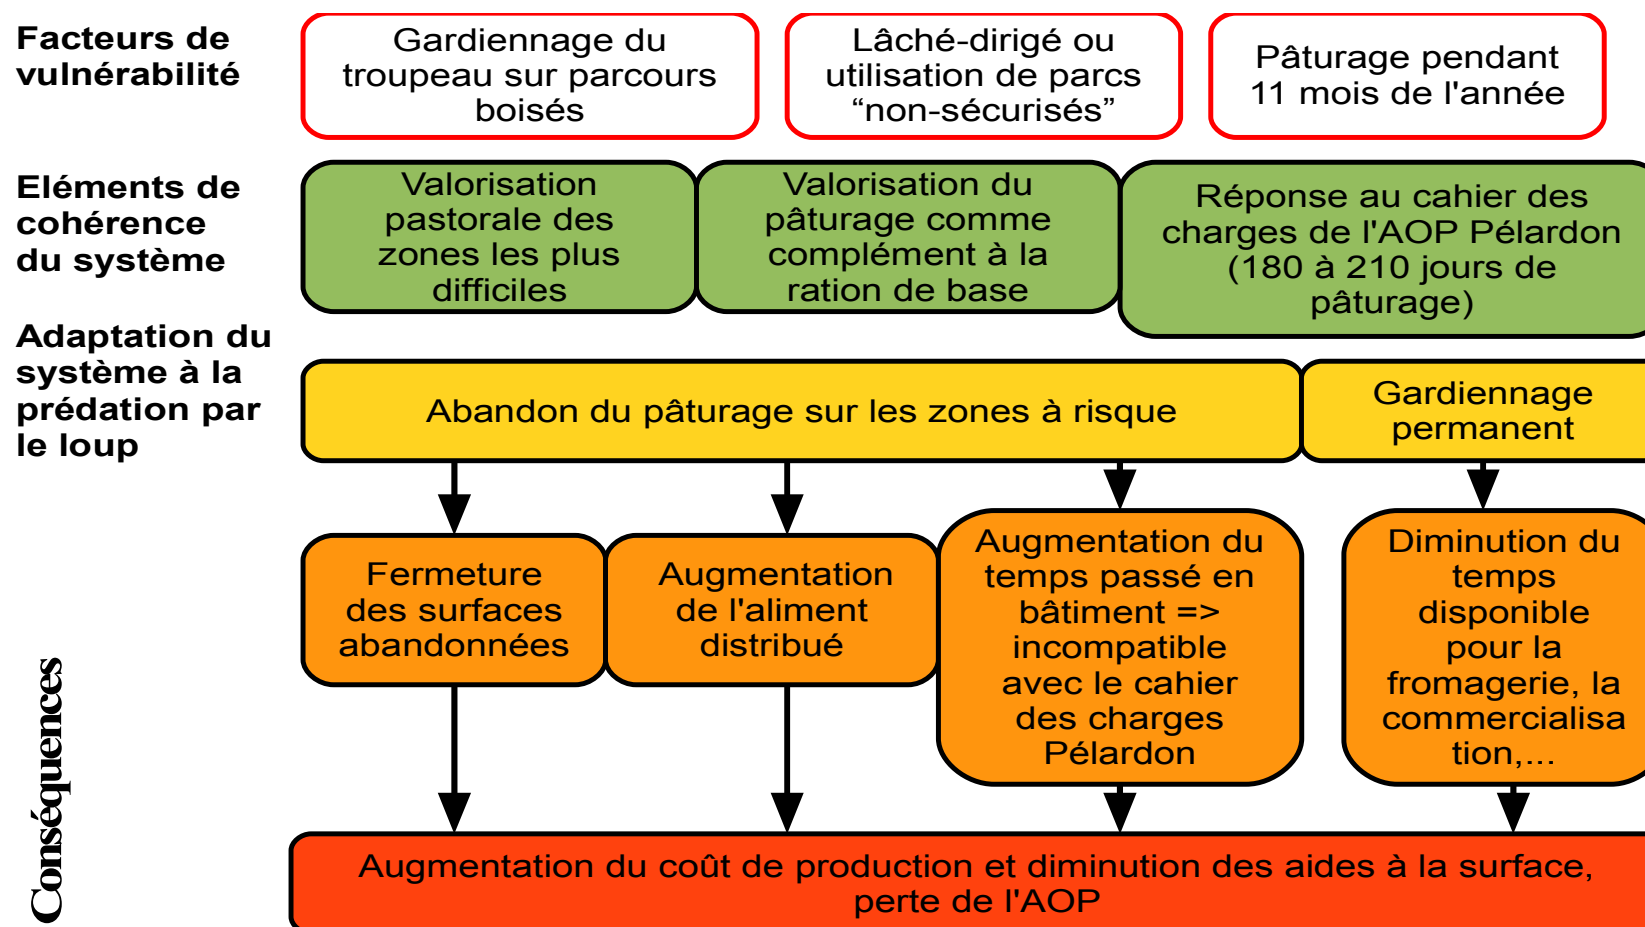 Facteurs de
vulnérabilité
Gardiennage du
troupeau sur parcours
boisés
Lâché-dirigé ou
utilisation de parcs
“non-sécurisés”
Pâturage pendant
11 mois de l'année
Eléments de
cohérence
du système
Valorisation
pastorale des
zones les plus
difficiles
Valorisation du
pâturage comme
complément à la
ration de base
Réponse au cahier des
charges de l'AOP Pélardon
(180 à 210 jours de
pâturage)
Adaptation du
système à la
prédation par
le loup
Abandon du pâturage sur les zones à risque
Gardiennage
permanent
Conséquences
Fermeture
des surfaces
abandonnées
Augmentation
de l'aliment
distribué
Augmentation du
temps passé en
bâtiment =>
incompatible
avec le cahier
des charges
Pélardon
Diminution du
temps
disponible
pour la
fromagerie, la
commercialisa
tion,...
Augmentation du coût de production et diminution des aides à la surface,
perte de l'AOP